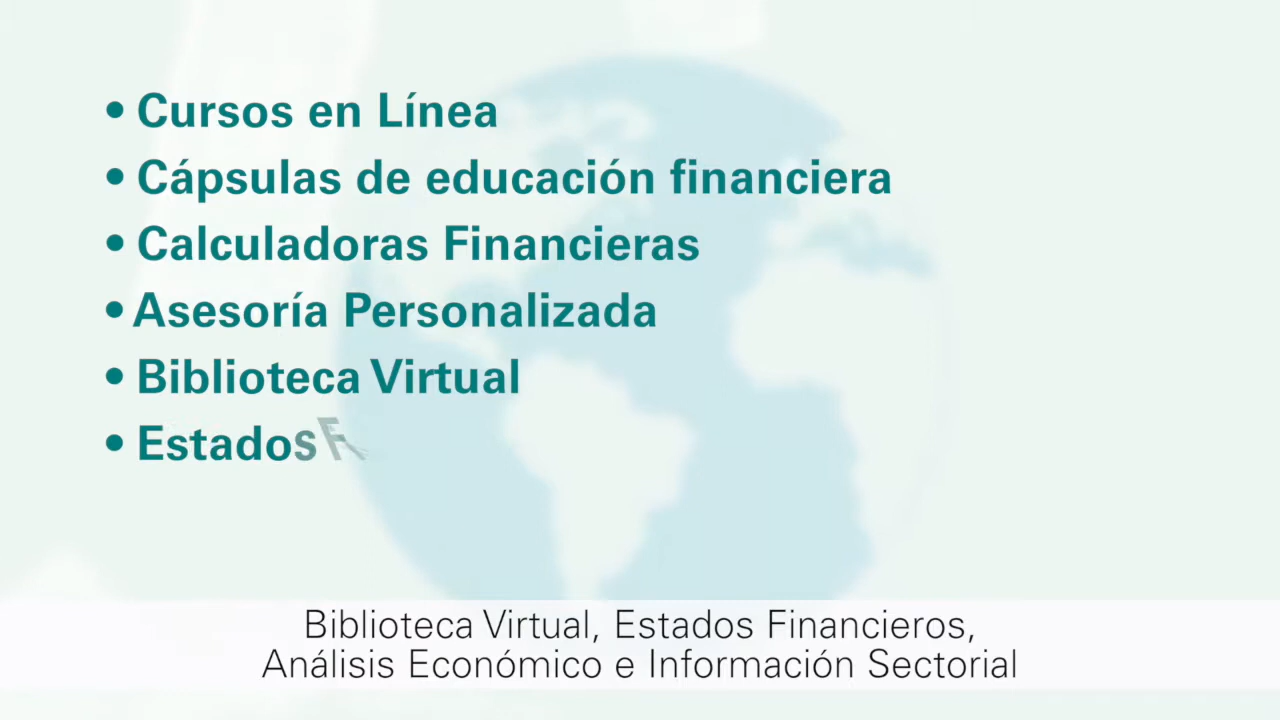 • Cursos en Línea
• Cápsulas de educación financiera
• Calculadoras Financieras
• Asesoría Personalizada
• Biblioteca Virtual
• Estados F
Biblioteca Virtual, Estados Financieros,
Análisis Económico e Información Sectorial